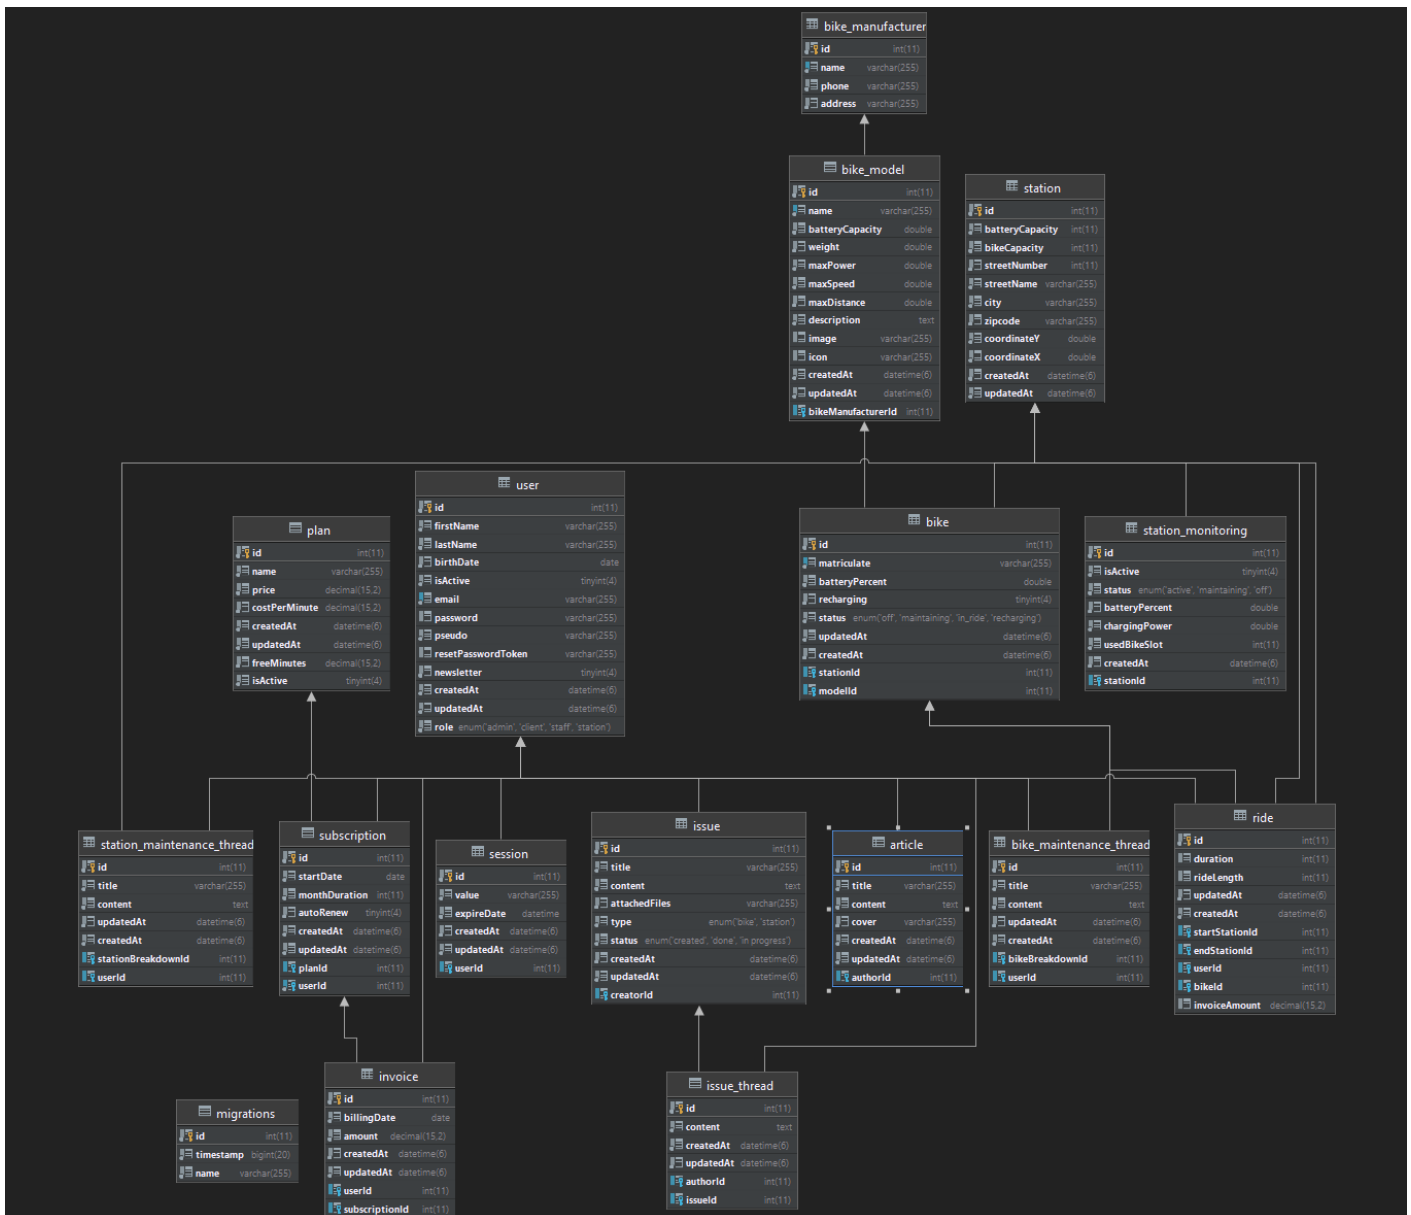 bike_manufacturer
id int(11)
name varchar(255)
phone varchar(255)
address varchar(255)
bike_model
id int(11)
name varchar(255)
batteryCapacity double
weight double
maxPower double
maxSpeed double
maxDistance double
description text
image varchar(255)
icon varchar(255)
createdAt datetime(6)
updatedAt datetime(6)
bikeManufacturerId int(11)
station
id int(11)
batteryCapacity int(11)
bikeCapacity int(11)
streetNumber int(11)
streetName varchar(255)
city varchar(255)
zipcode varchar(255)
coordinateY double
coordinateX double
createdAt datetime(6)
updatedAt datetime(6)
user
id int(11)
firstName varchar(255)
lastName varchar(255)
birthDate date
isActive tinyint(4)
email varchar(255)
password varchar(255)
pseudo varchar(255)
resetPasswordToken varchar(255)
newsletter tinyint(4)
createdAt datetime(6)
updatedAt datetime(6)
role enum('admin', 'client', 'staff', 'station')
plan
id int(11)
name varchar(255)
price decimal(15,2)
costPerMinute decimal(15,2)
createdAt datetime(6)
updatedAt datetime(6)
freeMinutes decimal(15,2)
isActive tinyint(4)
bike
id int(11)
matriculate varchar(255)
batteryPercent double
recharging tinyint(4)
status enum('off', 'maintaining', 'in_ride', 'recharging')
updatedAt datetime(6)
createdAt datetime(6)
stationId int(11)
modelId int(11)
station_monitoring
id int(11)
isActive tinyint(4)
status enum('active', 'maintaining', 'off')
batteryPercent double
chargingPower double
usedBikeSlot int(11)
createdAt datetime(6)
stationId int(11)
station_maintenance_thread
id int(11)
title varchar(255)
content text
updatedAt datetime(6)
createdAt datetime(6)
stationBreakdownId int(11)
userId int(11)
subscription
id int(11)
startDate date
monthDuration int(11)
autoRenew tinyint(4)
createdAt datetime(6)
updatedAt datetime(6)
planId int(11)
userId int(11)
session
id int(11)
value varchar(255)
expireDate datetime
createdAt datetime(6)
updatedAt datetime(6)
userId int(11)
issue
id int(11)
title varchar(255)
content text
attachedFiles varchar(255)
type enum('bike', 'station')
status enum('created', 'done', 'in progress')
createdAt datetime(6)
updatedAt datetime(6)
creatorId int(11)
article
id int(11)
title varchar(255)
content text
cover varchar(255)
createdAt datetime(6)
updatedAt datetime(6)
authorId int(11)
bike_maintenance_thread
id int(11)
title varchar(255)
content text
updatedAt datetime(6)
createdAt datetime(6)
bikeBreakdownId int(11)
userId int(11)
ride
id int(11)
duration int(11)
rideLength int(11)
updatedAt datetime(6)
createdAt datetime(6)
startStationId int(11)
endStationId int(11)
userId int(11)
bikeId int(11)
invoiceAmount decimal(15,2)
migrations
id int(11)
timestamp bigint(20)
name varchar(255)
invoice
id int(11)
billingDate date
amount decimal(15,2)
createdAt datetime(6)
updatedAt datetime(6)
userId int(11)
subscriptionId int(11)
issue_thread
id int(11)
content text
createdAt datetime(6)
updatedAt datetime(6)
authorId int(11)
issueId int(11)